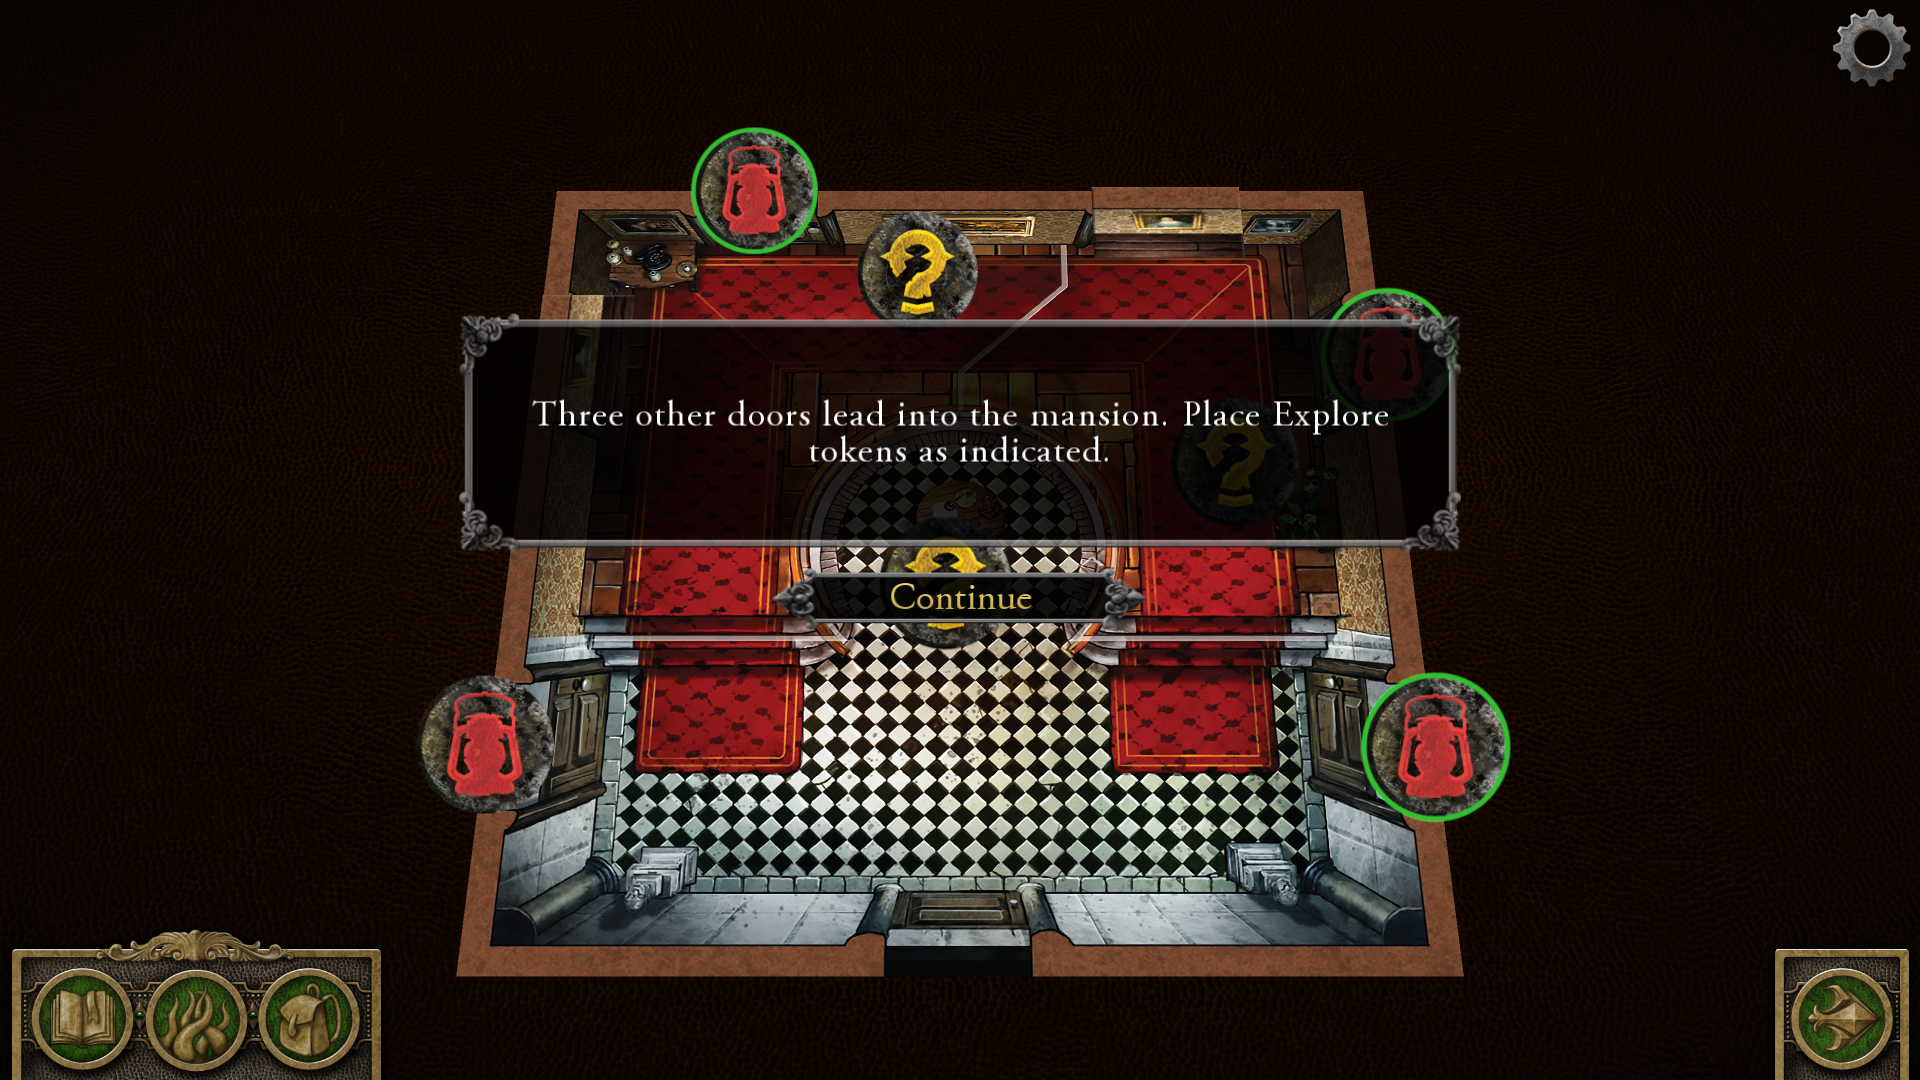 Three other doors lead into the mansion. Place Explore
tokens as indicated.
Continue